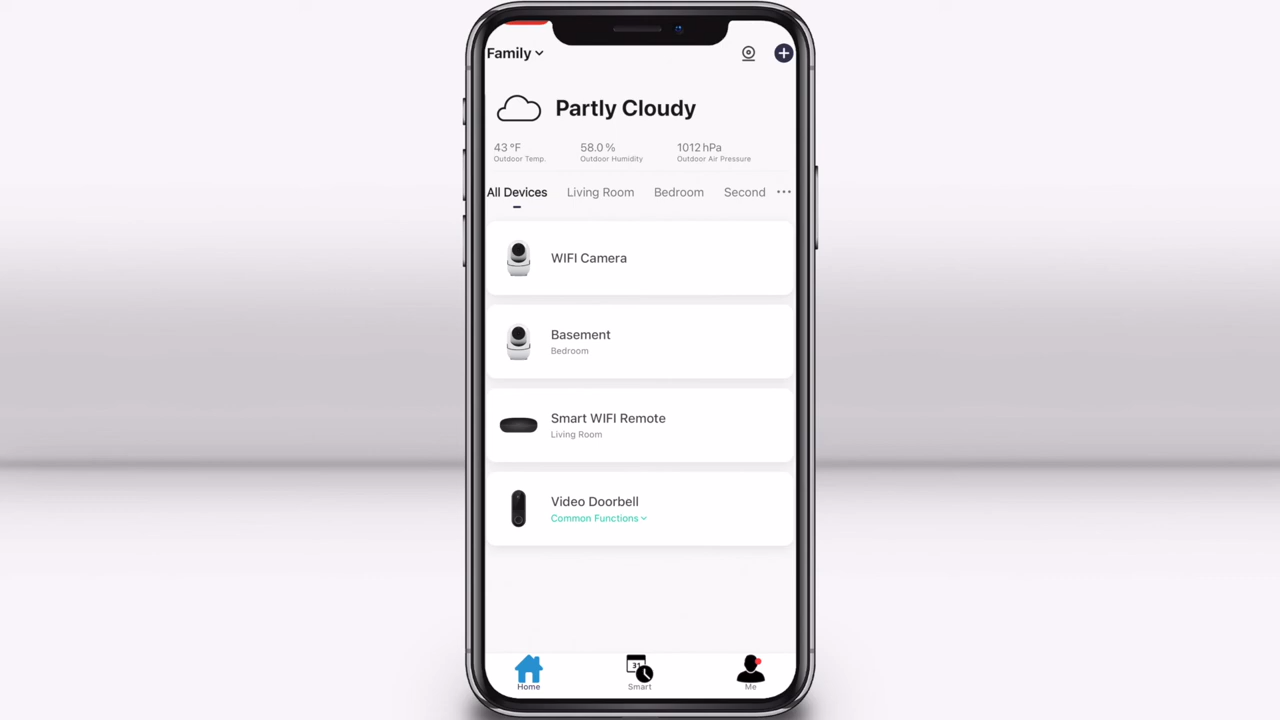 Family
Partly Cloudy
43 °F 58.0 % 1012 hPa
Outdoor Temp. Outdoor Humidity Outdoor Air Pressure
All Devices Living Room Bedroom Second ...
WIFI Camera
Basement
Bedroom
Smart WIFI Remote
Living Room
Video Doorbell
Common Functions
31
Home Smart Me